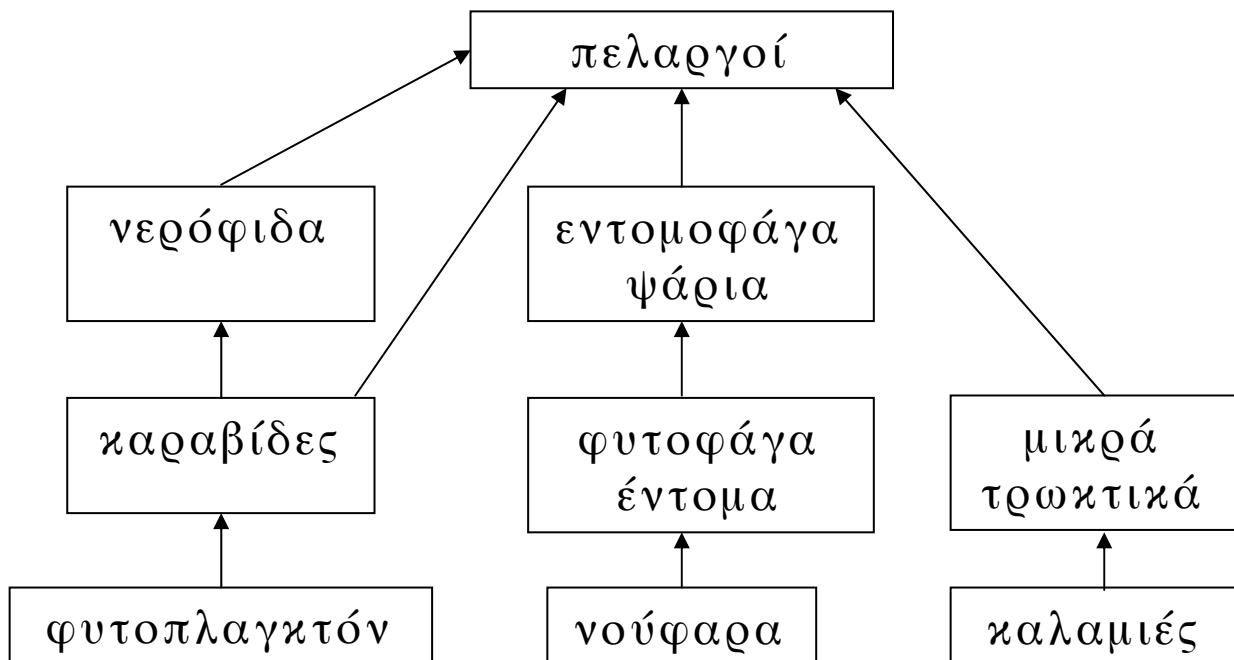 πελαργοί
νερόφιδα
εντομοφάγα
ψάρια
καραβίδες
φυτοφάγα
έντομα
μικρά
τρωκτικά
φυτοπλαγκτόν
νούφαρα
καλαμιές